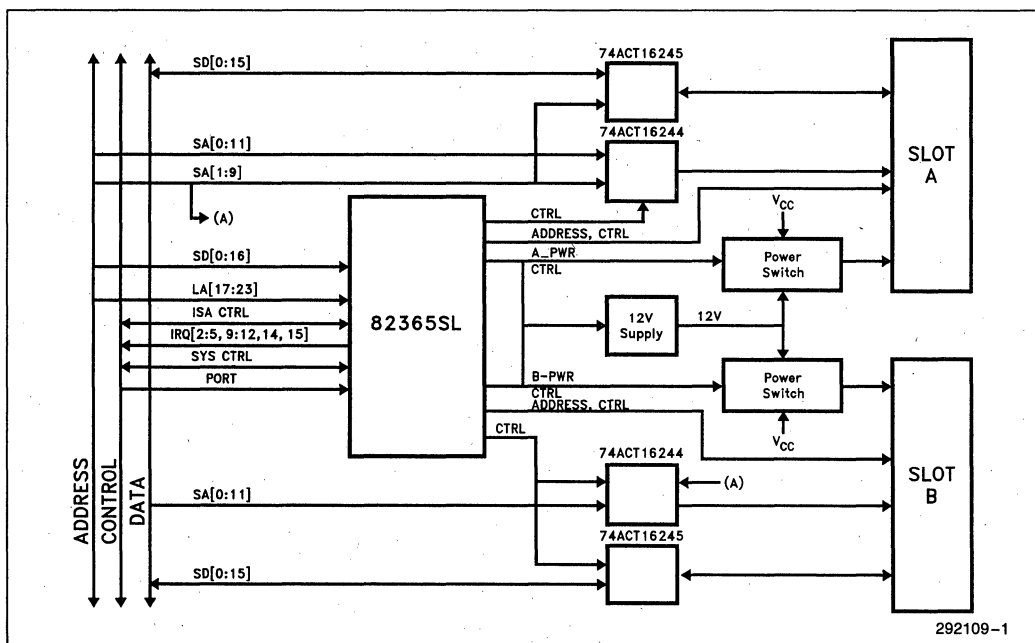 74ACT16245
SD[0:15]
74ACT16244
SA[0:11]
SLOT
A
SA[1:9]
(A)
CTRL
ADDRESS, CTRL
VCC
SD[0:16]
A_PWR
CTRL
Power
Switch
LA[17:23]
ISA CTRL
82365SL
12V
Supply
12V
IRQ[2:5, 9:12,14, 15]
SYS CTRL
PORT
B-PWR
CTRL
Power
Switch
ADDRESS, CTRL
CTRL
VCC
74ACT16244
(A)
SLOT
B
SA[0:11]
ADDRESS
CONTROL
DATA
74ACT16245
SD[0:15]
292109-1